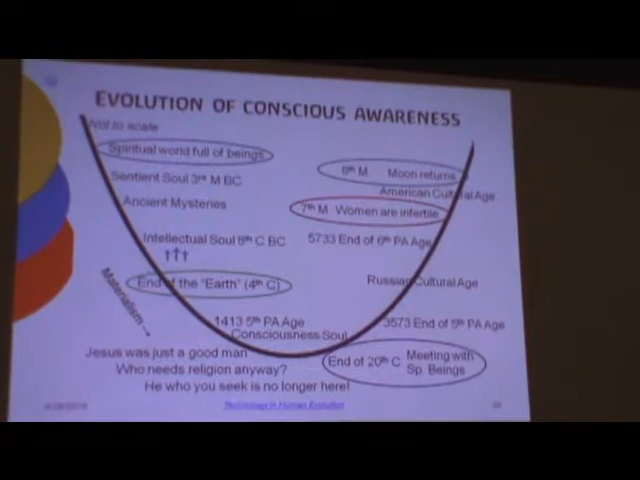 EVOLUTION OF CONSCIOUS AWARENESS
Not to scale
Spiritual world full of beings
Sentient Soul 3rd M BC
Ancient Mysteries
Intellectual Soul 8th C BC
†††
End of the "Earth" (4th C)
Materialism →
1413 5th PA Age
Consciousness Soul
Jesus was just a good man
Who needs religion anyway?
He who you seek is no longer here!
8th M Moon returns
American Cultural Age
7th M Women are infertile
5733 End of 6th PA Age
Russian Cultural Age
3573 End of 5th PA Age
End of 20th C Meeting with
Sp. Beings
Technology in Human Evolution